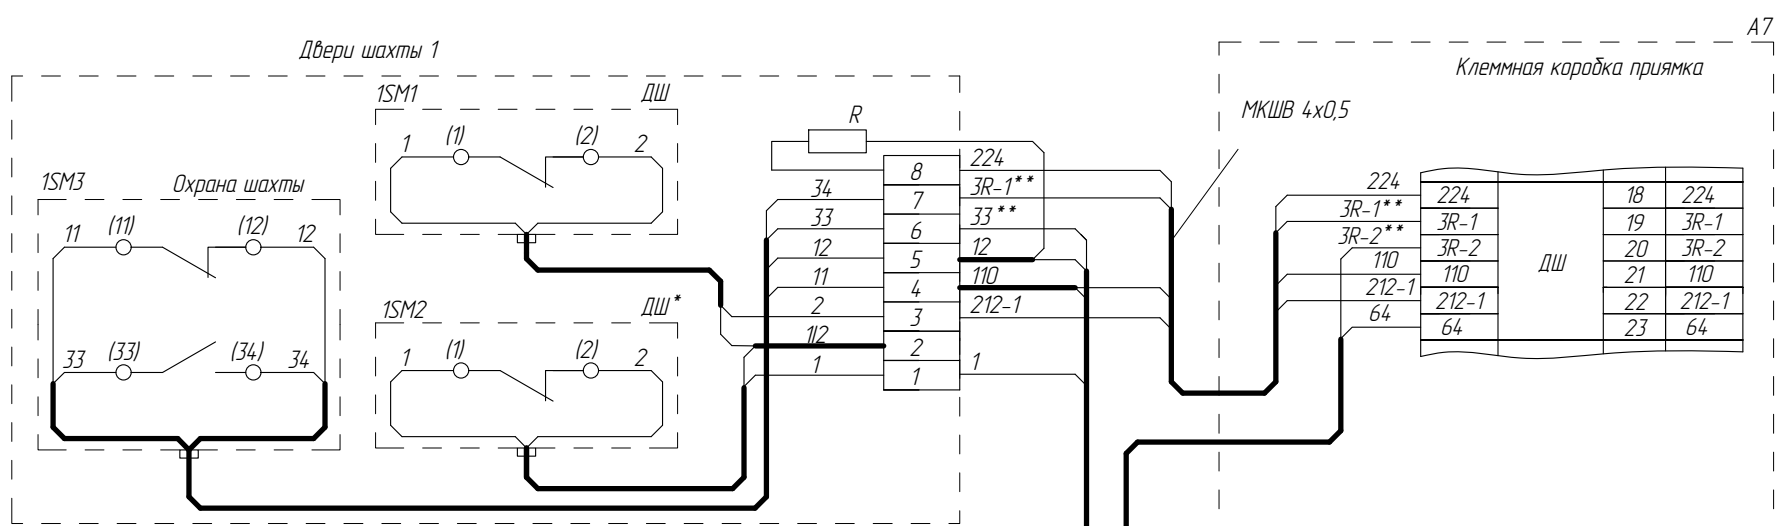 А7
Двери шахты 1
Клеммная коробка приямка
1SM1 ДШ
R
МКШВ 4х0,5
1 (1) (2) 2
1SM3 Охрана шахты
11 (11) (12) 12
33 (33) (34) 34
1SM2 ДШ*
1 (1) (2) 2
8 224
34 7 3R-1**
33 6 33**
12 5 12
11 4 110
2 3 212-1
1/2 2
1 1 1
224 224 18 224
3R-1** 3R-1 19 3R-1
3R-2** 3R-2 20 3R-2
ДШ
110 110 21 110
212-1 212-1 22 212-1
64 64 23 64